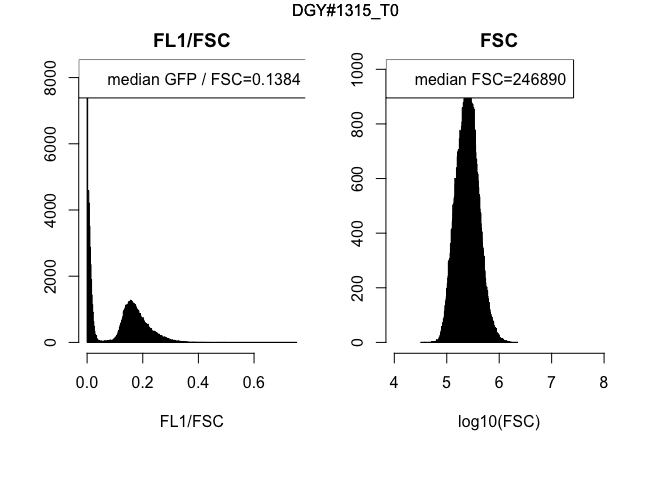 DGY#1315_T0
FL1/FSC
median GFP / FSC=0.1384
0
2000
4000
6000
8000
0.0 0.2 0.4 0.6
FL1/FSC
FSC
median FSC=246890
0
200
400
600
800
1000
4 5 6 7 8
log10(FSC)